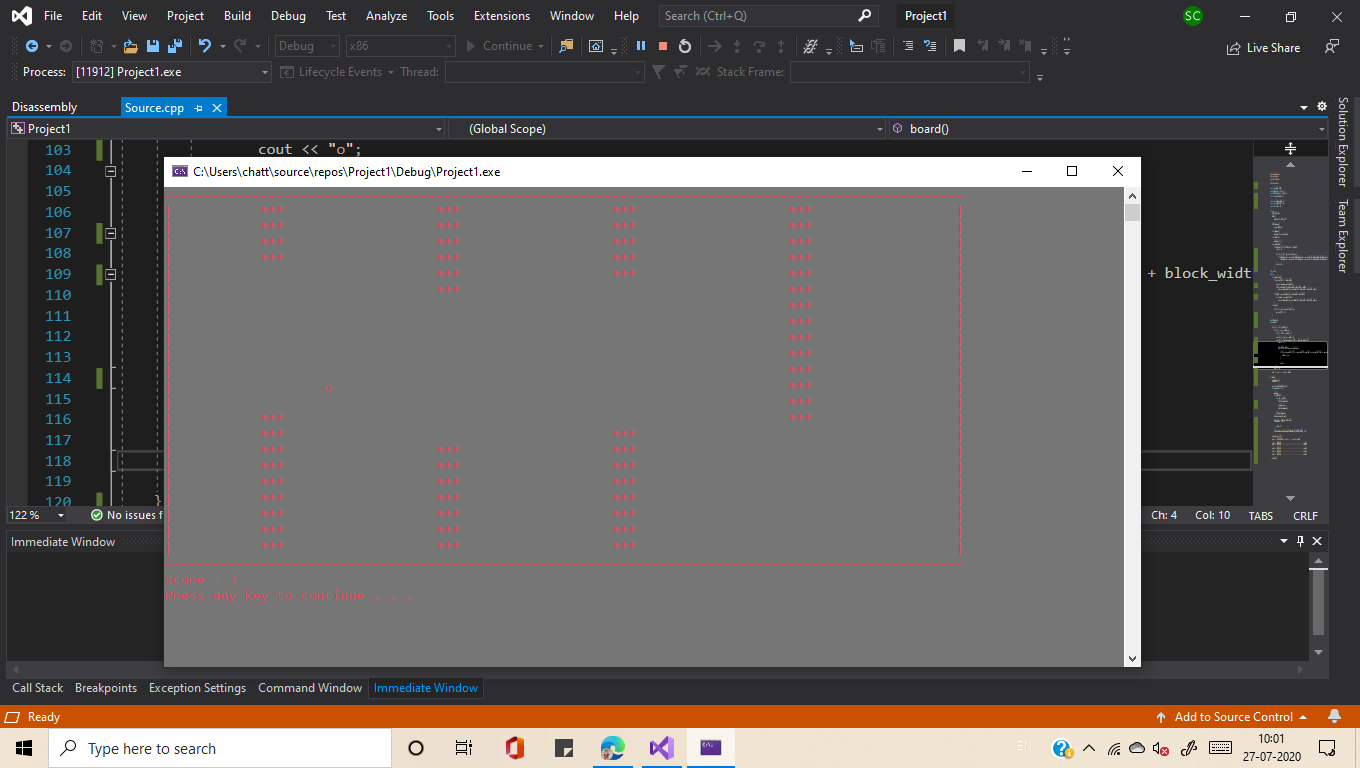 File Edit View Project Build Debug Test Analyze Tools Extensions Window Help Search (Ctrl+Q) Project1 SC
Debug x86 Continue Live Share
Process: [11912] Project1.exe Lifecycle Events Thread: Stack Frame:
Disassembly Source.cpp
Project1 (Global Scope) board()
103 cout << "o";
104
105
106
107
108
109 + block_widt
110
111
112
113
114
115
116
117
118
119
120 }
C:\Users\chatt\source\repos\Project1\Debug\Project1.exe
*** *** *** ***
*** *** *** ***
*** *** *** ***
*** *** *** ***
*** *** ***
*** ***
***
***
***
***
***
***
o ***
***
*** ***
*** ***
*** *** ***
*** *** ***
*** *** ***
*** *** ***
*** *** ***
*** *** ***
*** *** ***
Press any key to continue . . . . .
Solution Explorer
Team Explorer
122 % No issues f Ch: 4 Col: 10 TABS CRLF
Immediate Window
Call Stack Breakpoints Exception Settings Command Window Immediate Window
Ready Add to Source Control
Type here to search
10:01
27-07-2020